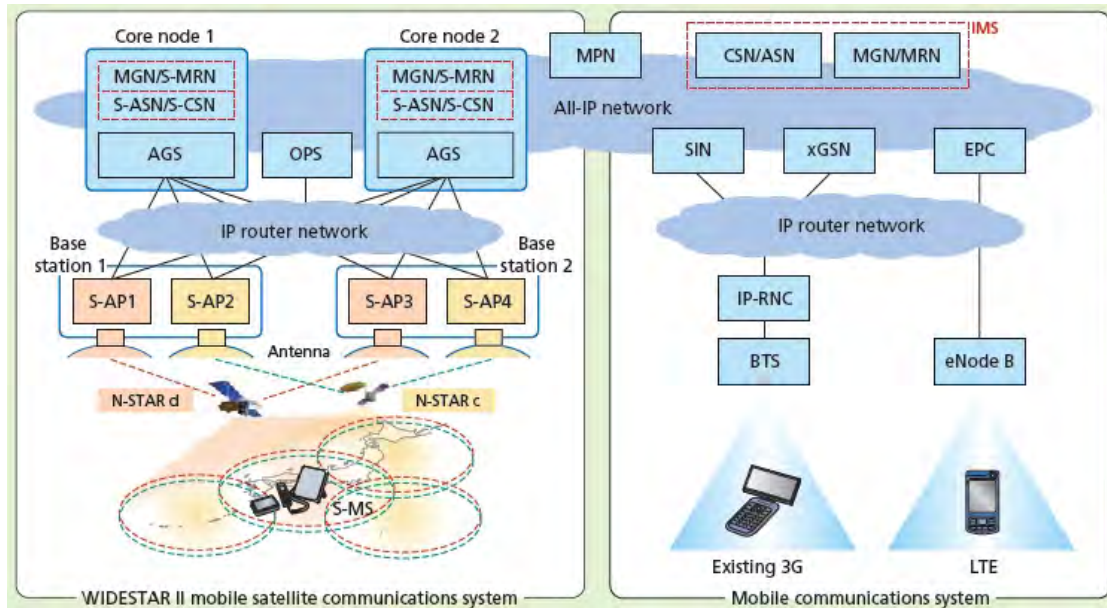 Core node 1
Core node 2
MPN
IMS
CSN/ASN
MGN/MRN
MGN/S-MRN
S-ASN/S-CSN
MGN/S-MRN
S-ASN/S-CSN
All-IP network
AGS
OPS
AGS
SIN
xGSN
EPC
IP router network
IP router network
Base
station 1
Base
station 2
S-AP1
S-AP2
S-AP3
S-AP4
IP-RNC
Antenna
BTS
eNode B
N-STAR d
N-STAR c
S-MS
Existing 3G
LTE
WIDESTAR II mobile satellite communications system
Mobile communications system